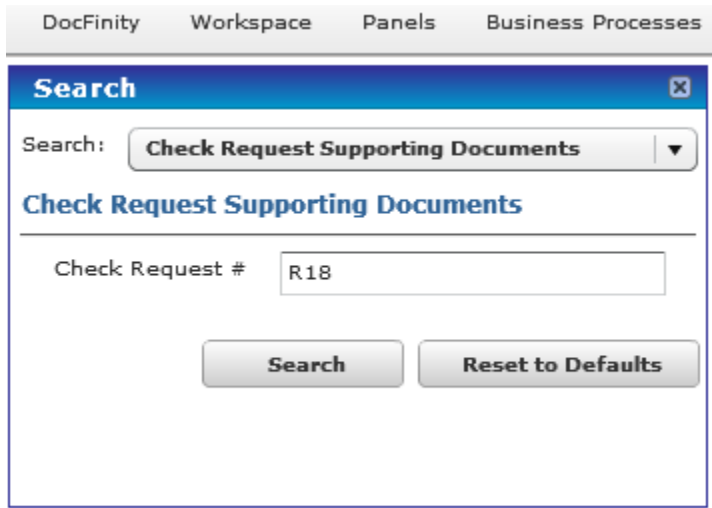 DocFinity Workspace Panels Business Processes
Search
Search: Check Request Supporting Documents
Check Request Supporting Documents
Check Request # R18
Search Reset to Defaults